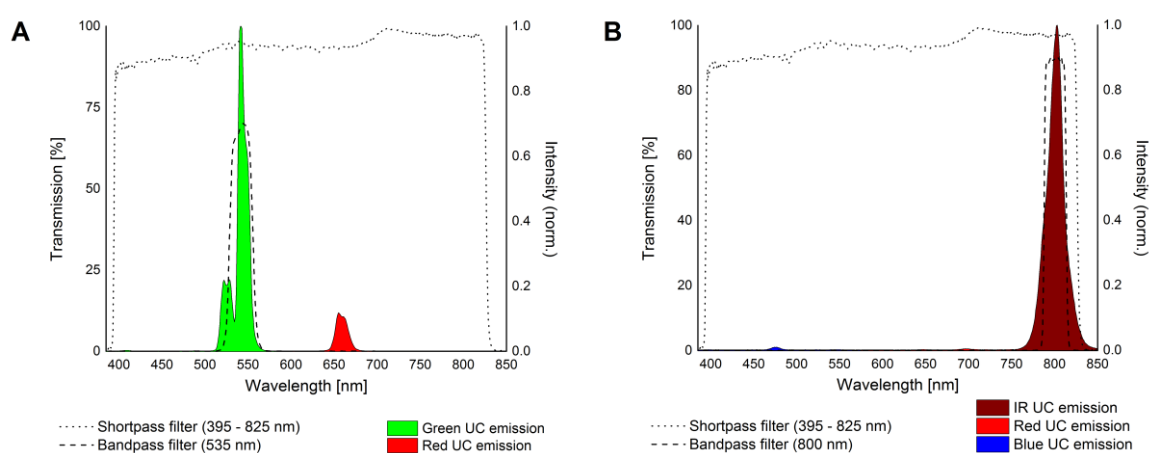 A
100
75
50
25
0
Transmission [%]
1.0
0.8
0.6
0.4
0.2
0.0
Intensity (norm.)
400 450 500 550 600 650 700 750 800 850
Wavelength [nm]
Shortpass filter (395 - 825 nm)
Bandpass filter (535 nm)
Green UC emission
Red UC emission
B
100
80
60
40
20
0
Transmission [%]
1.0
0.8
0.6
0.4
0.2
0.0
Intensity (norm.)
400 450 500 550 600 650 700 750 800 850
Wavelength [nm]
Shortpass filter (395 - 825 nm)
Bandpass filter (800 nm)
IR UC emission
Red UC emission
Blue UC emission